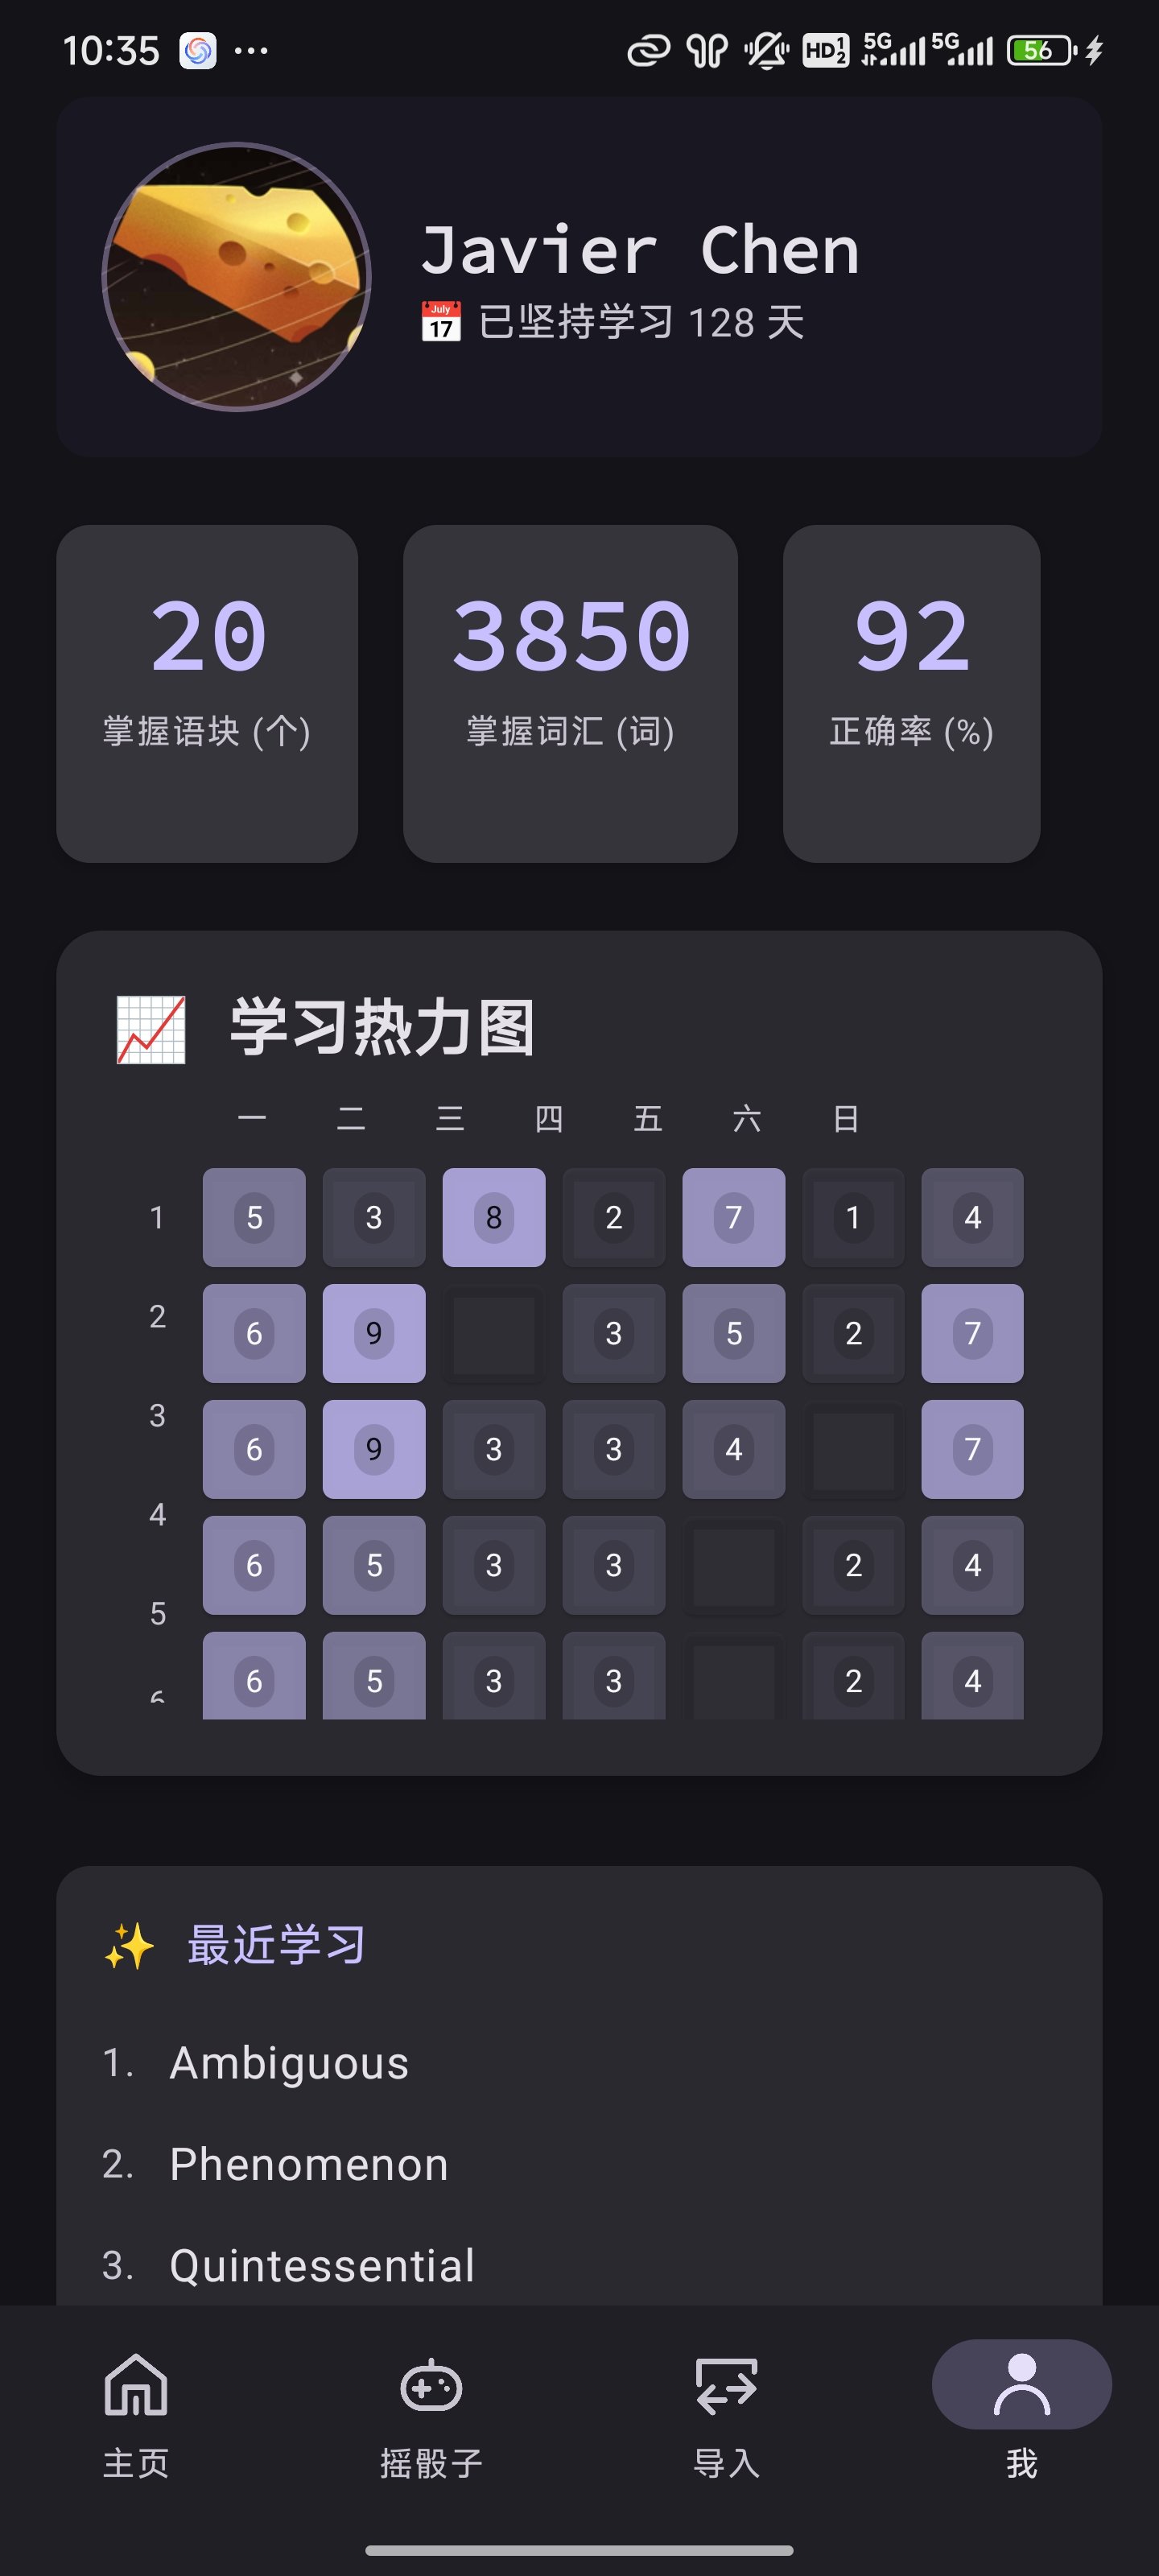 10:35 ... HD 1 2 5G 5G 56
Javier Chen
July 17 已坚持学习 128 天
20 3850 92
掌握语块 (个) 掌握词汇 (词) 正确率 (%)
学习热力图
一 二 三 四 五 六 日
1 5 3 8 2 7 1 4
2 6 9 3 5 2 7
3 6 9 3 3 4 7
4 6 5 3 3 2 4
5 6 5 3 3 2 4
6
最近学习
1. Ambiguous
2. Phenomenon
3. Quintessential
主页 摇骰子 导入 我